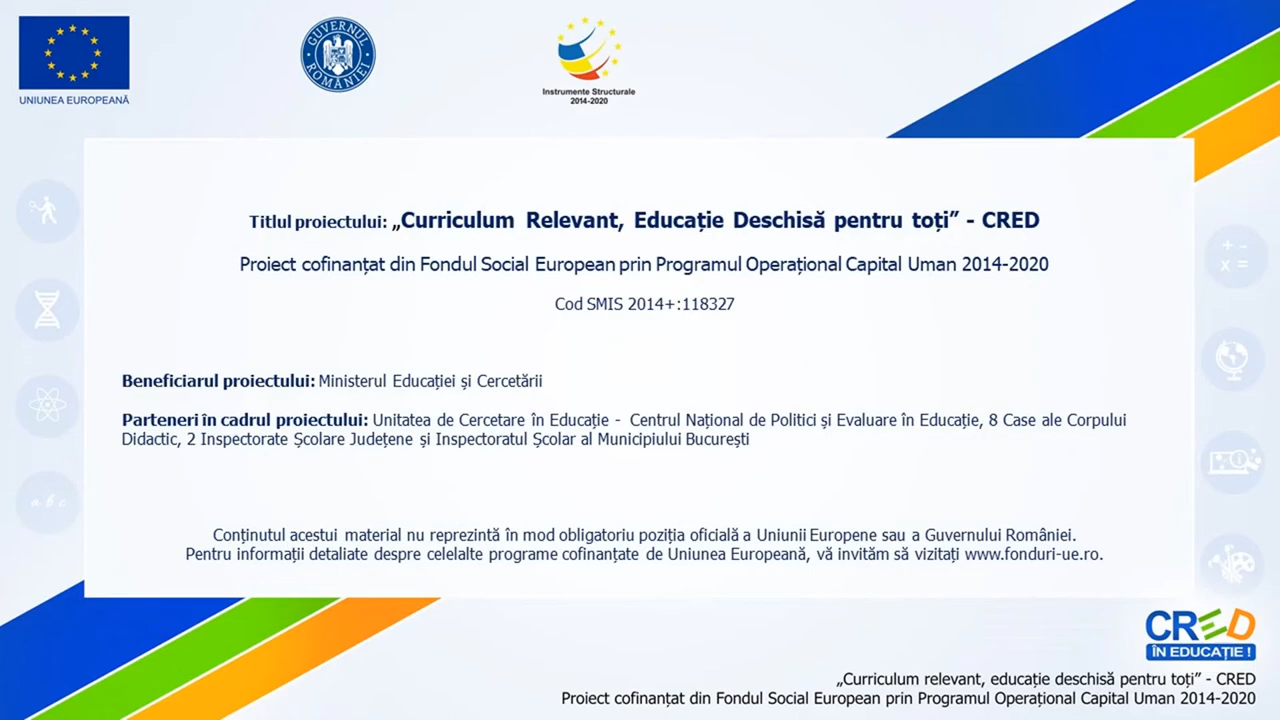 UNIUNEA EUROPEANĂ
GUVERNUL ROMÂNIEI
Instrumente Structurale
2014-2020
Titlul proiectului: „Curriculum Relevant, Educație Deschisă pentru toți” - CRED
Proiect cofinanțat din Fondul Social European prin Programul Operațional Capital Uman 2014-2020
Cod SMIS 2014+:118327
Beneficiarul proiectului: Ministerul Educației și Cercetării
Parteneri în cadrul proiectului: Unitatea de Cercetare în Educație - Centrul Național de Politici și Evaluare în Educație, 8 Case ale Corpului
Didactic, 2 Inspectorate Școlare Județene și Inspectoratul Școlar al Municipiului București
Conținutul acestui material nu reprezintă în mod obligatoriu poziția oficială a Uniunii Europene sau a Guvernului României.
Pentru informații detaliate despre celelalte programe cofinanțate de Uniunea Europeană, vă invităm să vizitați www.fonduri-ue.ro.
+ -
x =
a b c
CRED
ÎN EDUCAȚIE !
„Curriculum relevant, educație deschisă pentru toți” - CRED
Proiect cofinanțat din Fondul Social European prin Programul Operațional Capital Uman 2014-2020